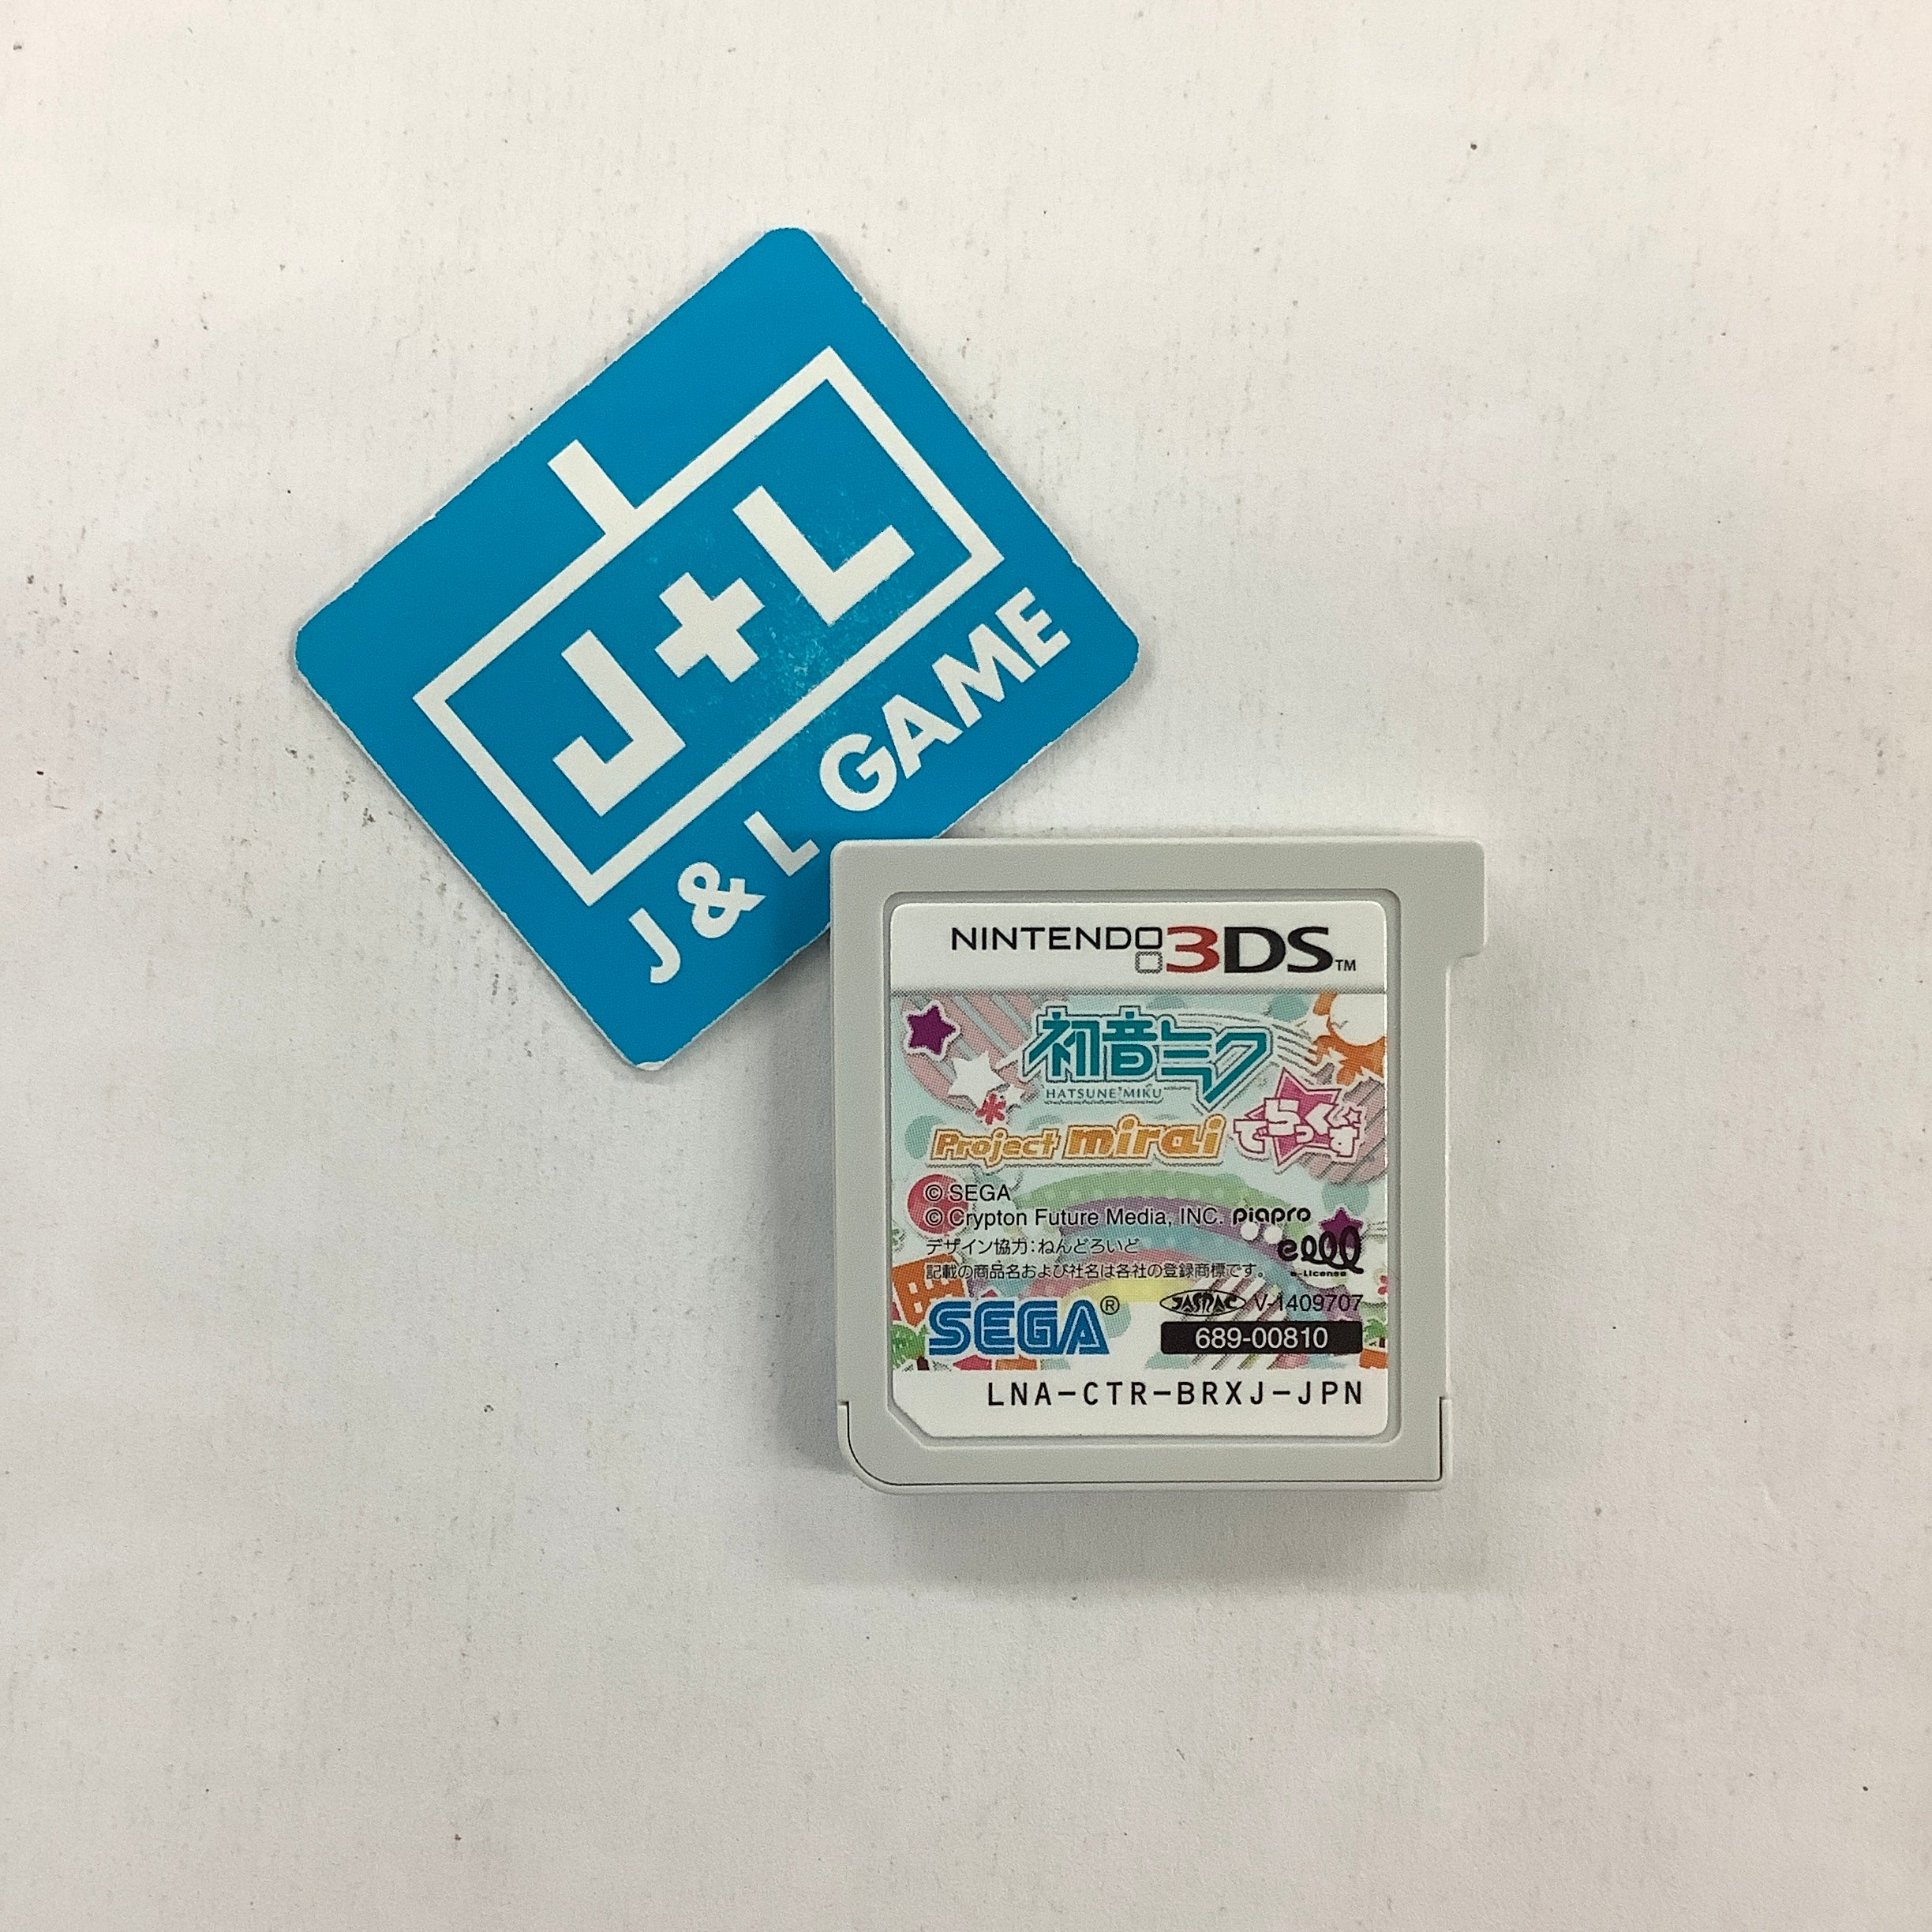 J+L
J & L GAME
NINTENDO 3DS™
初音ミク
HATSUNE MIKU
Project mirai でらっくす
© SEGA
© Crypton Future Media, INC. piapro
デザイン協力:ねんどろいど
記載の商品名および社名は各社の登録商標です。
e-License
SEGA®
JASRAC V-1409707
689-00810
LNA-CTR-BRXJ-JPN